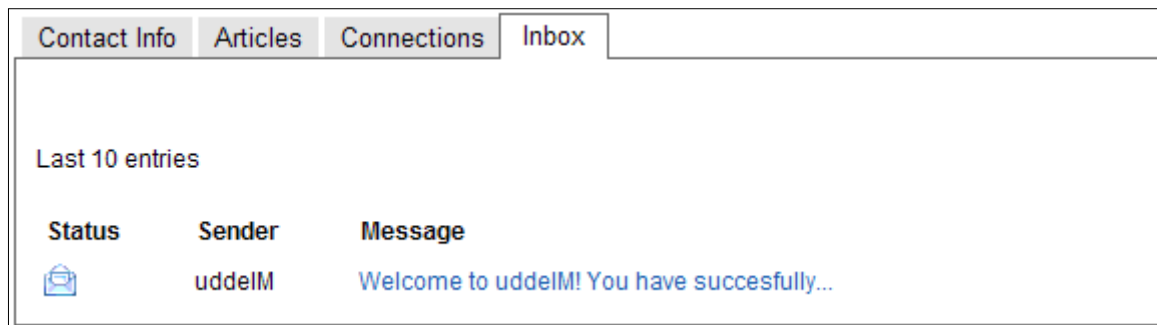 Contact Info Articles Connections Inbox
Last 10 entries
Status Sender Message
uddeIM Welcome to uddeIM! You have succesfully...